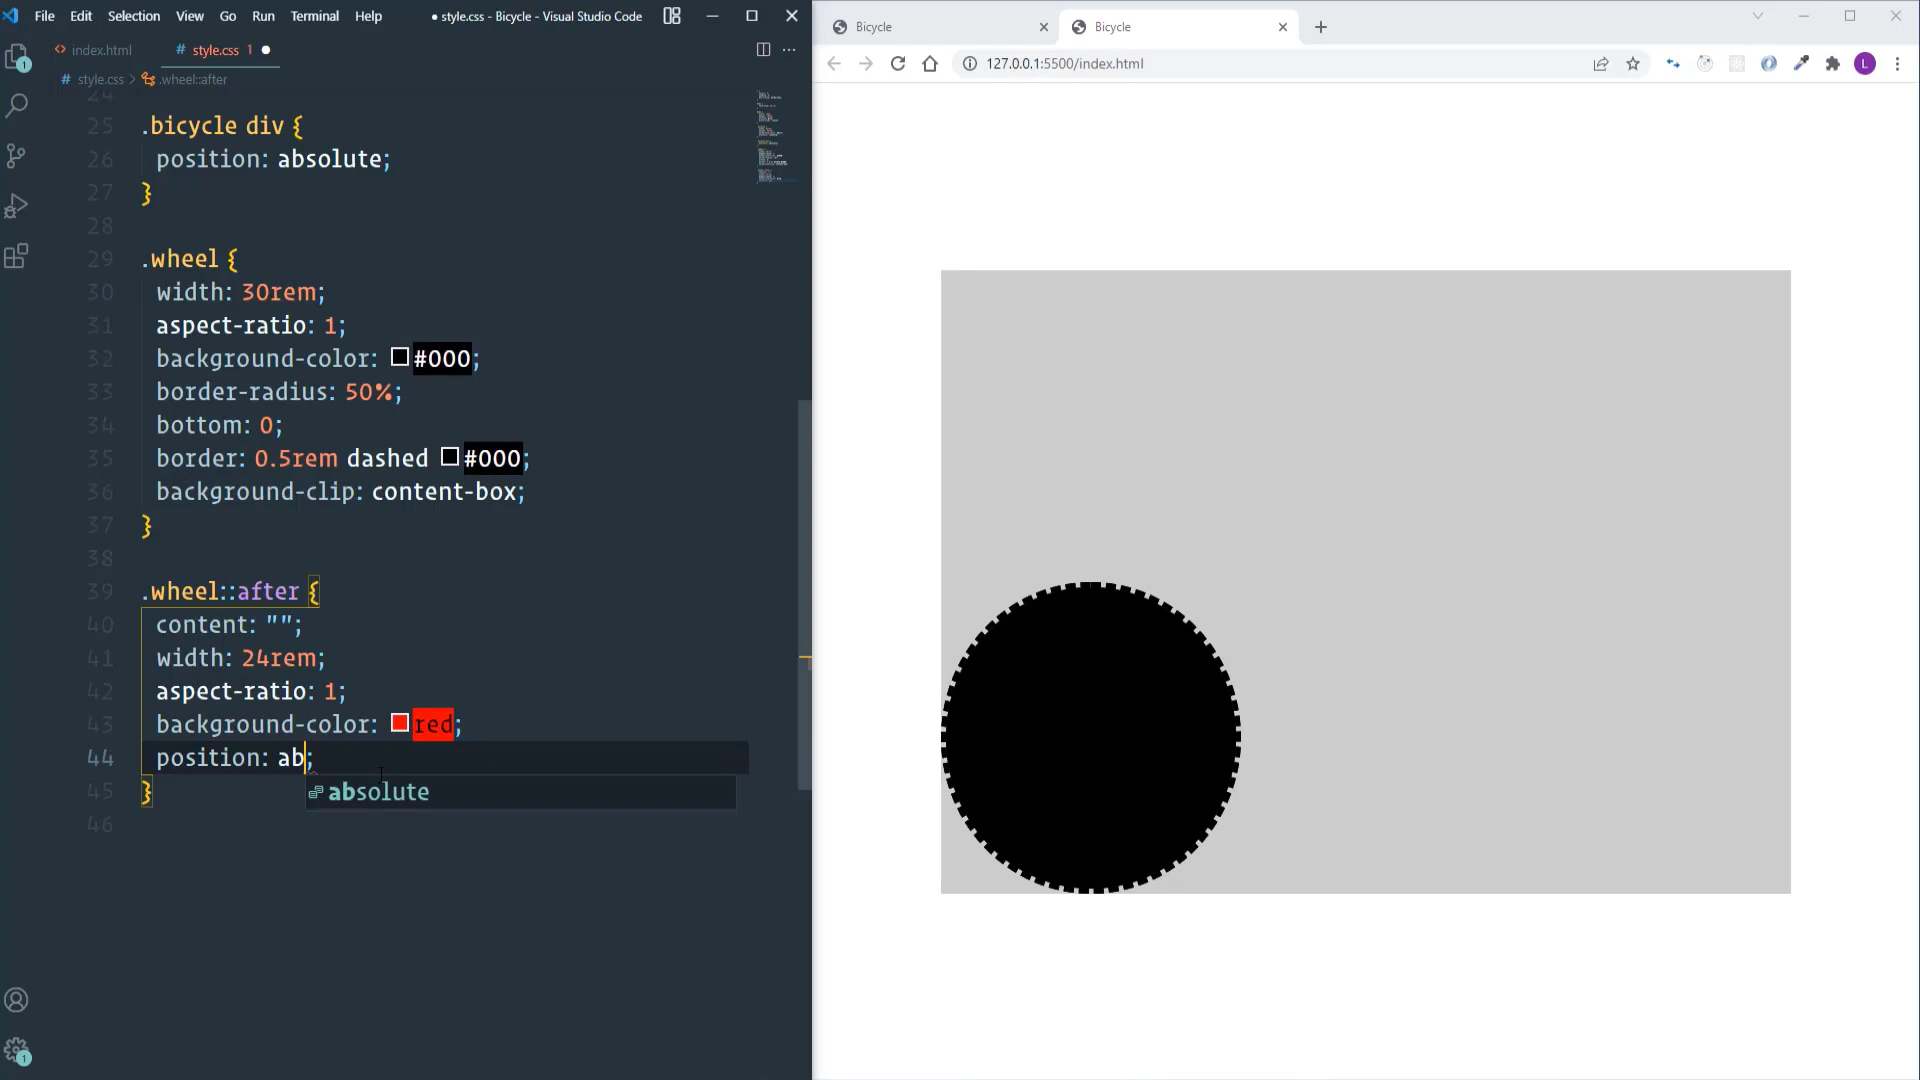 File Edit Selection View Go Run Terminal Help
● style.css - Bicycle - Visual Studio Code
index.html
# style.css 1
# style.css > .wheel::after
24
25 .bicycle div {
26 position: absolute;
27 }
28
29 .wheel {
30 width: 30rem;
31 aspect-ratio: 1;
32 background-color: #000;
33 border-radius: 50%;
34 bottom: 0;
35 border: 0.5rem dashed #000;
36 background-clip: content-box;
37 }
38
39 .wheel::after {
40 content: "";
41 width: 24rem;
42 aspect-ratio: 1;
43 background-color: red;
44 position: ab;
absolute
45 }
46
1
1
Bicycle
Bicycle
127.0.0.1:5500/index.html
L